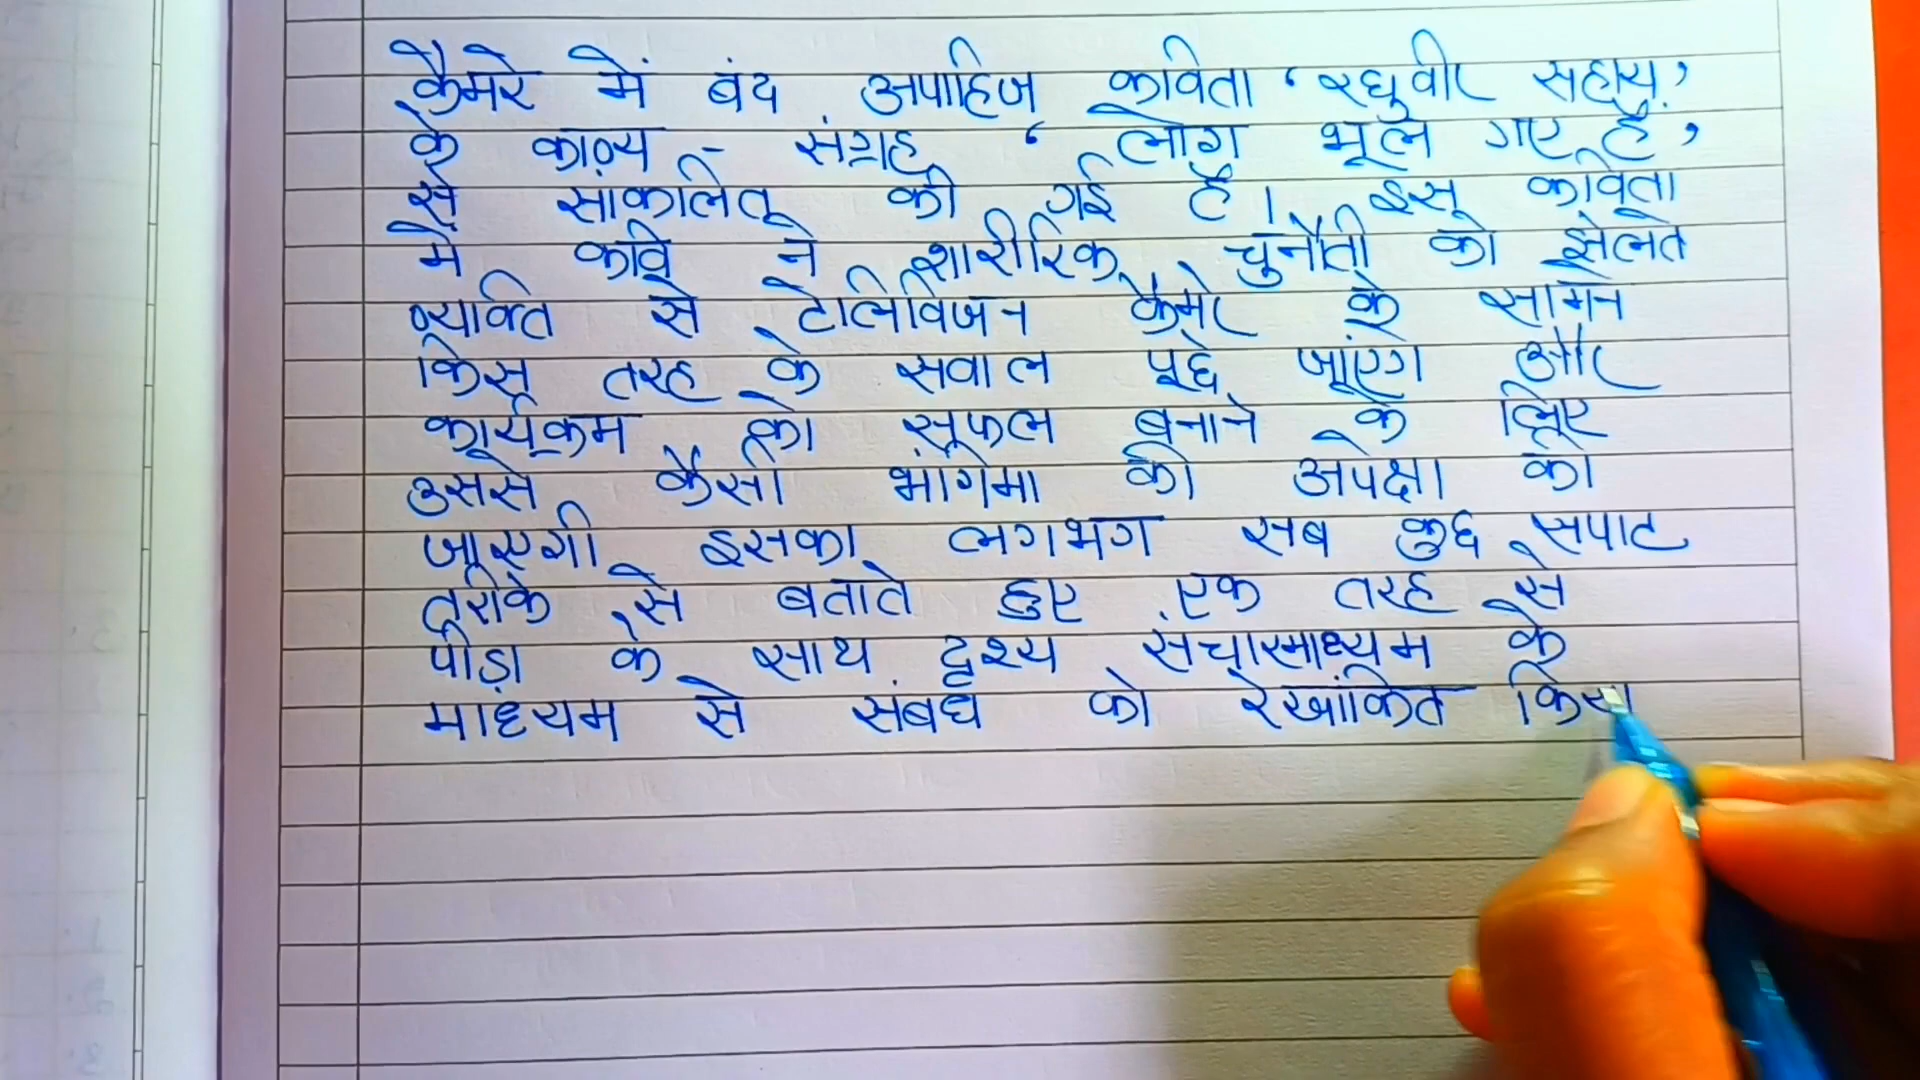 कैमरे में बंद अपाहिज कविता ‘रघुवीर सहाय’
के काव्य - संग्रह ‘लोग भूल गए हैं’
से सांकलित की गई है। इस कविता
में कवि ने शारीरिक चुनौती को झेलते
व्यक्ति से टेलिविजन कैमरे के सामने
किस तरह के सवाल पूछे जाएंगे और
कार्यक्रम को सफल बनाने के लिए
उससे कैसी भंगिमा की अपेक्षा की
जाएगी इसका लगभग सब कुछ सपाट
तरीके से बताते हुए एक तरह से
पीड़ा के साथ दृश्य संचारमाध्यम के
माध्यम से संबंध को रेखांकित किया